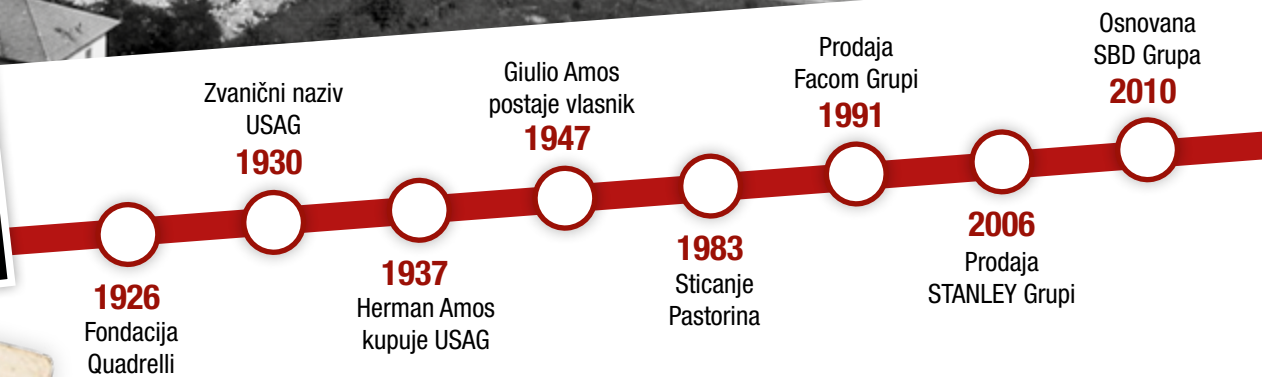 1926
Fondacija
Quadrelli
Zvanični naziv
USAG
1930
1937
Herman Amos
kupuje USAG
Giulio Amos
postaje vlasnik
1947
1983
Sticanje
Pastorina
Prodaja
Facom Grupi
1991
2006
Prodaja
STANLEY Grupi
Osnovana
SBD Grupa
2010